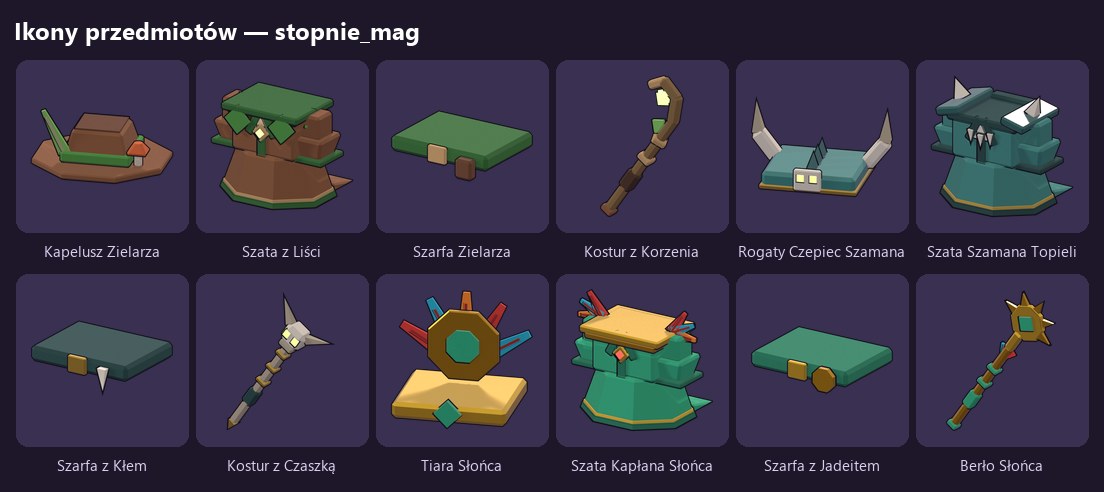 Ikony przedmiotów — stopnie_mag
Kapelusz Zielarza
Szata z Liści
Szarfa Zielarza
Kostur z Korzenia
Rogaty Czepiec Szamana
Szata Szamana Topieli
Szarfa z Kłem
Kostur z Czaszką
Tiara Słońca
Szata Kapłana Słońca
Szarfa z Jadeitem
Berło Słońca